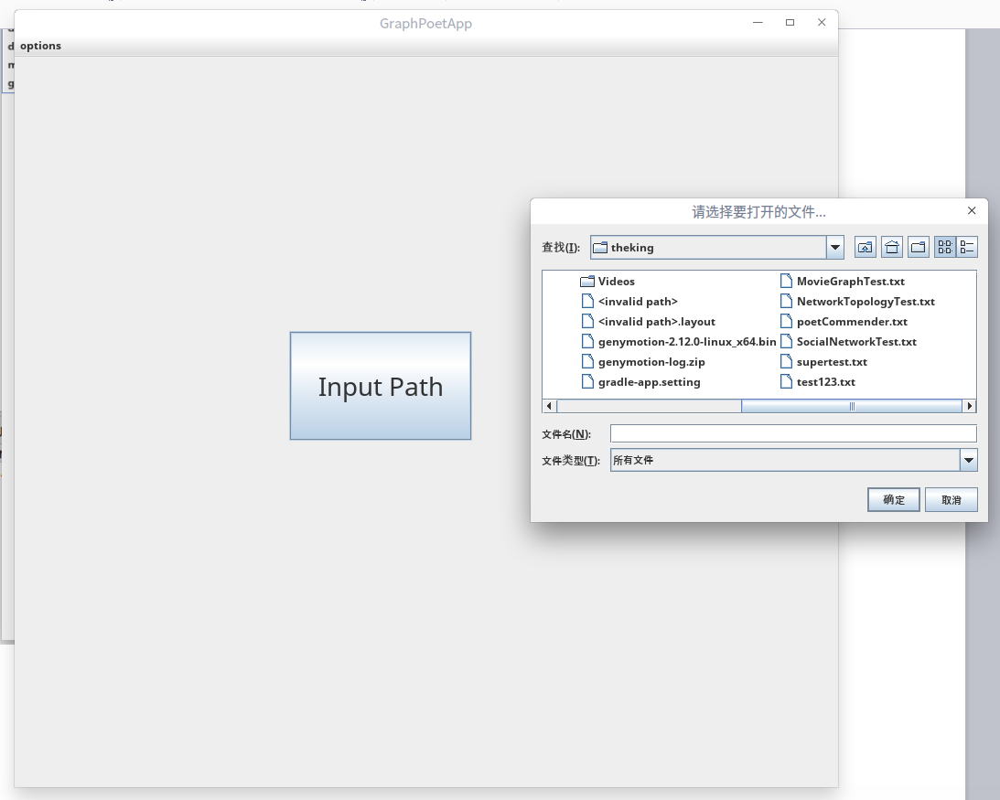 GraphPoetApp
options
Input Path
请选择要打开的文件...
查找(I):
theking
Videos
<invalid path>
<invalid path>.layout
genymotion-2.12.0-linux_x64.bin
genymotion-log.zip
gradle-app.setting
MovieGraphTest.txt
NetworkTopologyTest.txt
poetCommender.txt
SocialNetworkTest.txt
supertest.txt
test123.txt
文件名(N):
文件类型(T):
所有文件
确定
取消